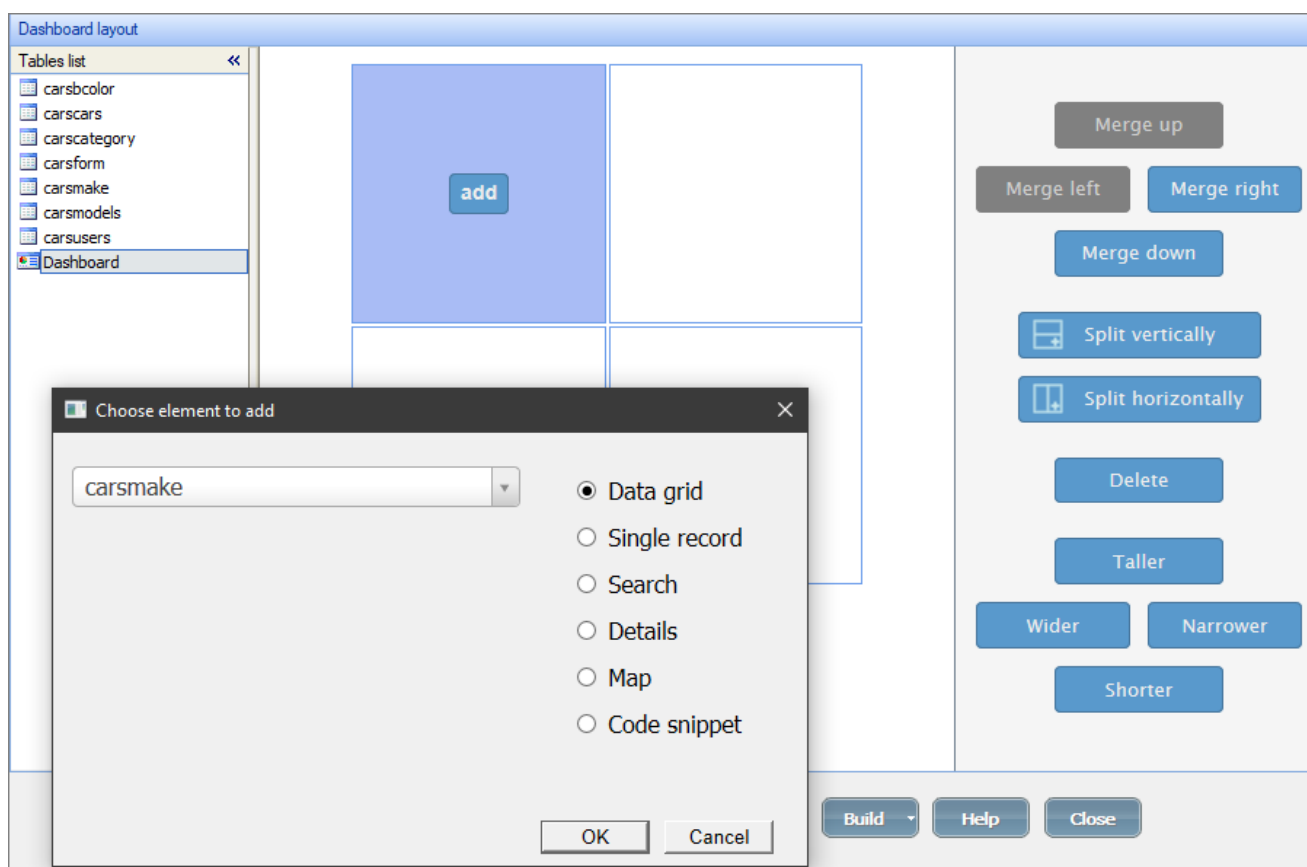 Dashboard layout
Tables list
carsbcolor
carscars
carscategory
carsform
carsmake
carsmodels
carsusers
Dashboard
add
Merge up
Merge left
Merge right
Merge down
Split vertically
Split horizontally
Delete
Taller
Wider
Narrower
Shorter
Choose element to add
carsmake
Data grid
Single record
Search
Details
Map
Code snippet
OK
Cancel
Build
Help
Close